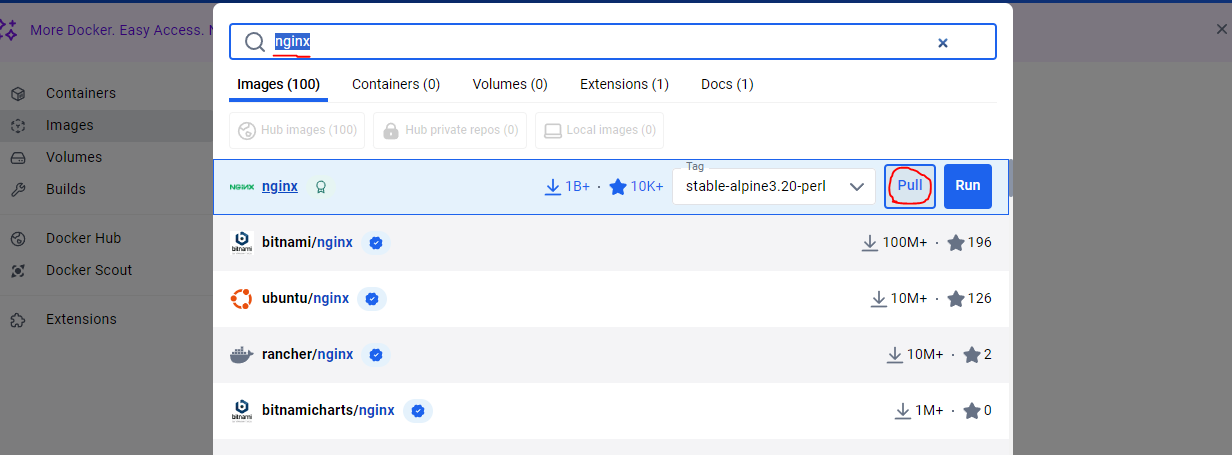 More Docker. Easy Access. N
nginx
Images (100) Containers (0) Volumes (0) Extensions (1) Docs (1)
Hub images (100) Hub private repos (0) Local images (0)
Containers
Images
Volumes
Builds
Docker Hub
Docker Scout
Extensions
Tag
NGINX nginx 1B+ · 10K+ stable-alpine3.20-perl Pull Run
bitnami bitnami/nginx 100M+ · 196
ubuntu/nginx 10M+ · 126
rancher/nginx 10M+ · 2
bitnami bitnamicharts/nginx 1M+ · 0